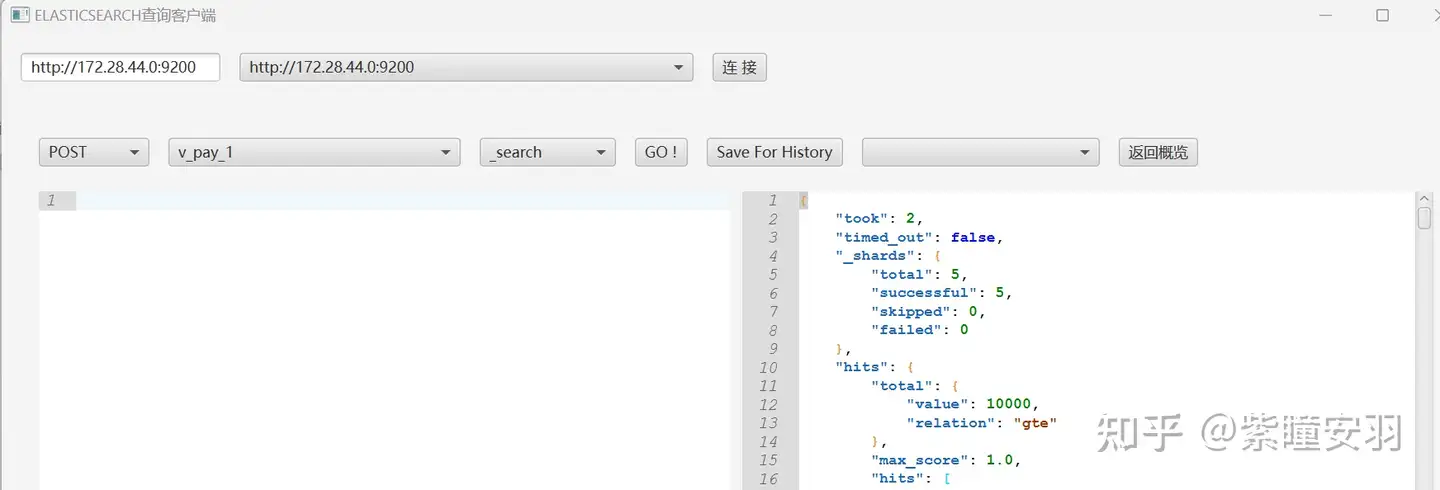 ELASTICSEARCH查询客户端
http://172.28.44.0:9200 http://172.28.44.0:9200 连 接
POST v_pay_1 _search GO ! Save For History 返回概览
1
1 {
2 "took": 2,
3 "timed_out": false,
4 "_shards": {
5 "total": 5,
6 "successful": 5,
7 "skipped": 0,
8 "failed": 0
9 },
10 "hits": {
11 "total": {
12 "value": 10000,
13 "relation": "gte"
14 },
15 "max_score": 1.0,
16 "hits": [
知乎 @紫瞳安羽